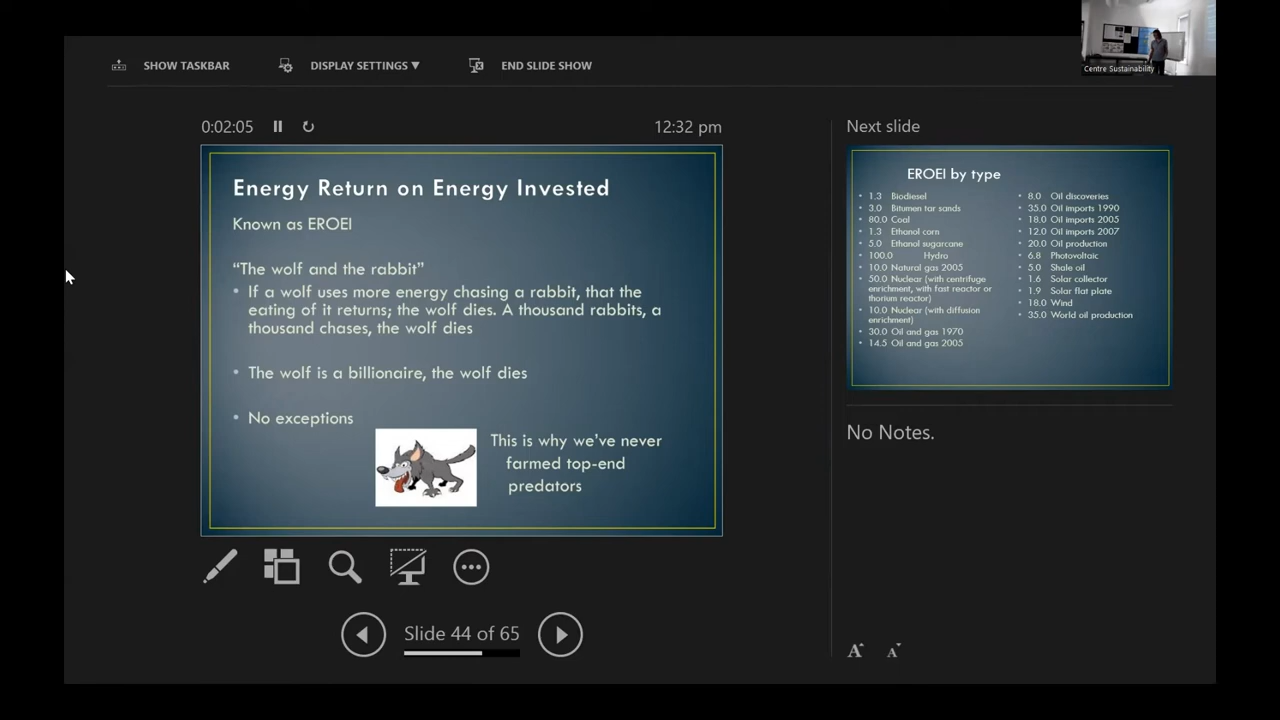 SHOW TASKBAR
DISPLAY SETTINGS ▼
END SLIDE SHOW
Centre Sustainability
0:02:05
12:32 pm
Energy Return on Energy Invested
Known as EROEI
“The wolf and the rabbit”
• If a wolf uses more energy chasing a rabbit, that the
eating of it returns; the wolf dies. A thousand rabbits, a
thousand chases, the wolf dies
• The wolf is a billionaire, the wolf dies
• No exceptions
This is why we’ve never
farmed top-end
predators
Slide 44 of 65
Next slide
EROEI by type
• 1.3 Biodiesel
• 3.0 Bitumen tar sands
• 80.0 Coal
• 1.3 Ethanol corn
• 5.0 Ethanol sugarcane
• 100.0 Hydro
• 10.0 Natural gas 2005
• 50.0 Nuclear (with centrifuge
enrichment, with fast reactor or
thorium reactor)
• 10.0 Nuclear (with diffusion
enrichment)
• 30.0 Oil and gas 1970
• 14.5 Oil and gas 2005
• 8.0 Oil discoveries
• 35.0 Oil imports 1990
• 18.0 Oil imports 2005
• 12.0 Oil imports 2007
• 20.0 Oil production
• 6.8 Photovoltaic
• 5.0 Shale oil
• 1.6 Solar collector
• 1.9 Solar flat plate
• 18.0 Wind
• 35.0 World oil production
No Notes.
A A